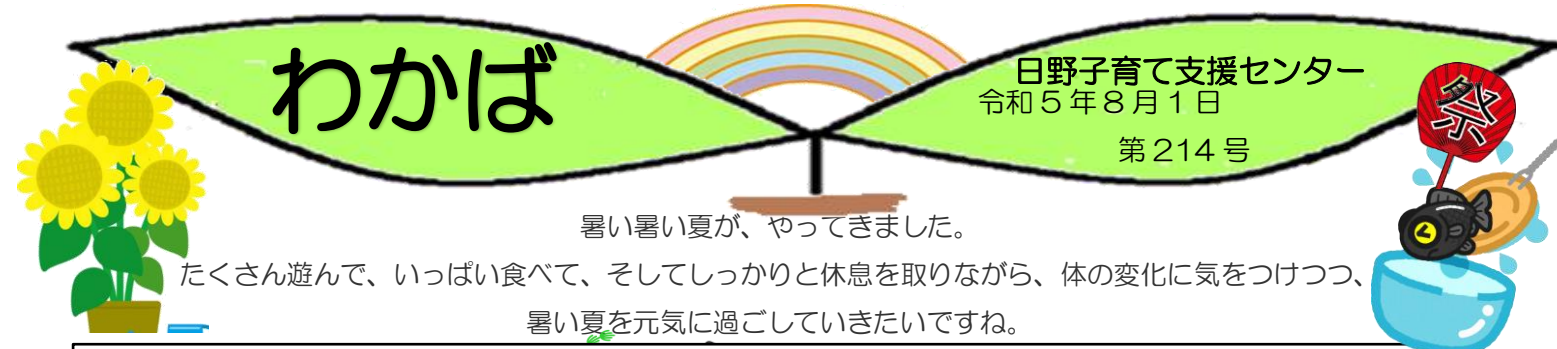 わかば
日野子育て支援センター
令和5年8月1日
第214号
祭
暑い暑い夏が、やってきました。
たくさん遊んで、いっぱい食べて、そしてしっかりと休息を取りながら、体の変化に気をつけつつ、
暑い夏を元気に過ごしていきたいですね。